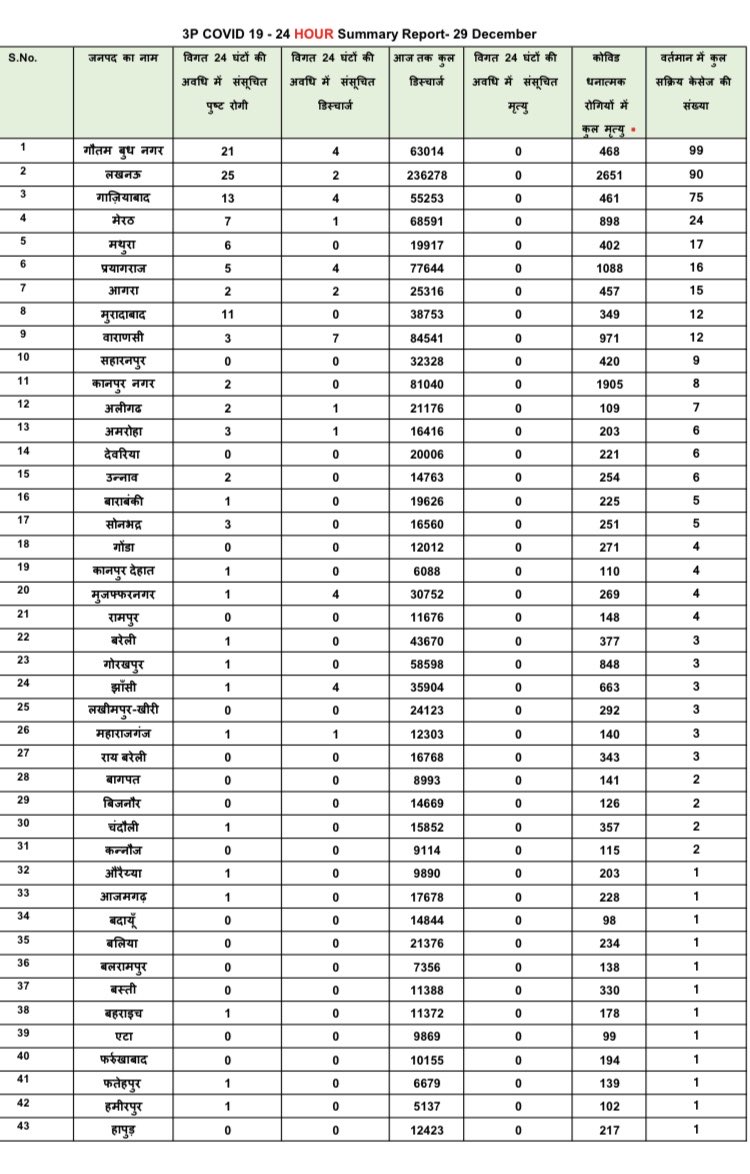 3P COVID 19 - 24 HOUR Summary Report- 29 December
S.No. जनपद का नाम विगत 24 घंटों की अवधि में संसूचित पुष्ट रोगी विगत 24 घंटों की अवधि में संसूचित डिस्चार्ज आज तक कुल डिस्चार्ज विगत 24 घंटों की अवधि में संसूचित मृत्यु कोविड धनात्मक रोगियों में कुल मृत्यु वर्तमान में कुल सक्रिय केसेज की संख्या
1 गौतम बुध नगर 21 4 63014 0 468 99
2 लखनऊ 25 2 236278 0 2651 90
3 गाज़ियाबाद 13 4 55253 0 461 75
4 मेरठ 7 1 68591 0 898 24
5 मथुरा 6 0 19917 0 402 17
6 प्रयागराज 5 4 77644 0 1088 16
7 आगरा 2 2 25316 0 457 15
8 मुरादाबाद 11 0 38753 0 349 12
9 वाराणसी 3 7 84541 0 971 12
10 सहारनपुर 0 0 32328 0 420 9
11 कानपुर नगर 2 0 81040 0 1905 8
12 अलीगढ 2 1 21176 0 109 7
13 अमरोहा 3 1 16416 0 203 6
14 देवरिया 0 0 20006 0 221 6
15 उन्नाव 2 0 14763 0 254 6
16 बाराबंकी 1 0 19626 0 225 5
17 सोनभद्र 3 0 16560 0 251 5
18 गोंडा 0 0 12012 0 271 4
19 कानपुर देहात 1 0 6088 0 110 4
20 मुजफ्फरनगर 1 4 30752 0 269 4
21 रामपुर 0 0 11676 0 148 4
22 बरेली 1 0 43670 0 377 3
23 गोरखपुर 1 0 58598 0 848 3
24 झाँसी 1 4 35904 0 663 3
25 लखीमपुर-खीरी 0 0 24123 0 292 3
26 महाराजगंज 1 1 12303 0 140 3
27 राय बरेली 0 0 16768 0 343 3
28 बागपत 0 0 8993 0 141 2
29 बिजनौर 0 0 14669 0 126 2
30 चंदौली 1 0 15852 0 357 2
31 कन्नौज 0 0 9114 0 115 2
32 औरैय्या 1 0 9890 0 203 1
33 आजमगढ़ 1 0 17678 0 228 1
34 बदायूँ 0 0 14844 0 98 1
35 बलिया 0 0 21376 0 234 1
36 बलरामपुर 0 0 7356 0 138 1
37 बस्ती 0 0 11388 0 330 1
38 बहराइच 1 0 11372 0 178 1
39 एटा 0 0 9869 0 99 1
40 फर्रुखाबाद 0 0 10155 0 194 1
41 फतेहपुर 1 0 6679 0 139 1
42 हमीरपुर 1 0 5137 0 102 1
43 हापुड़ 0 0 12423 0 217 1